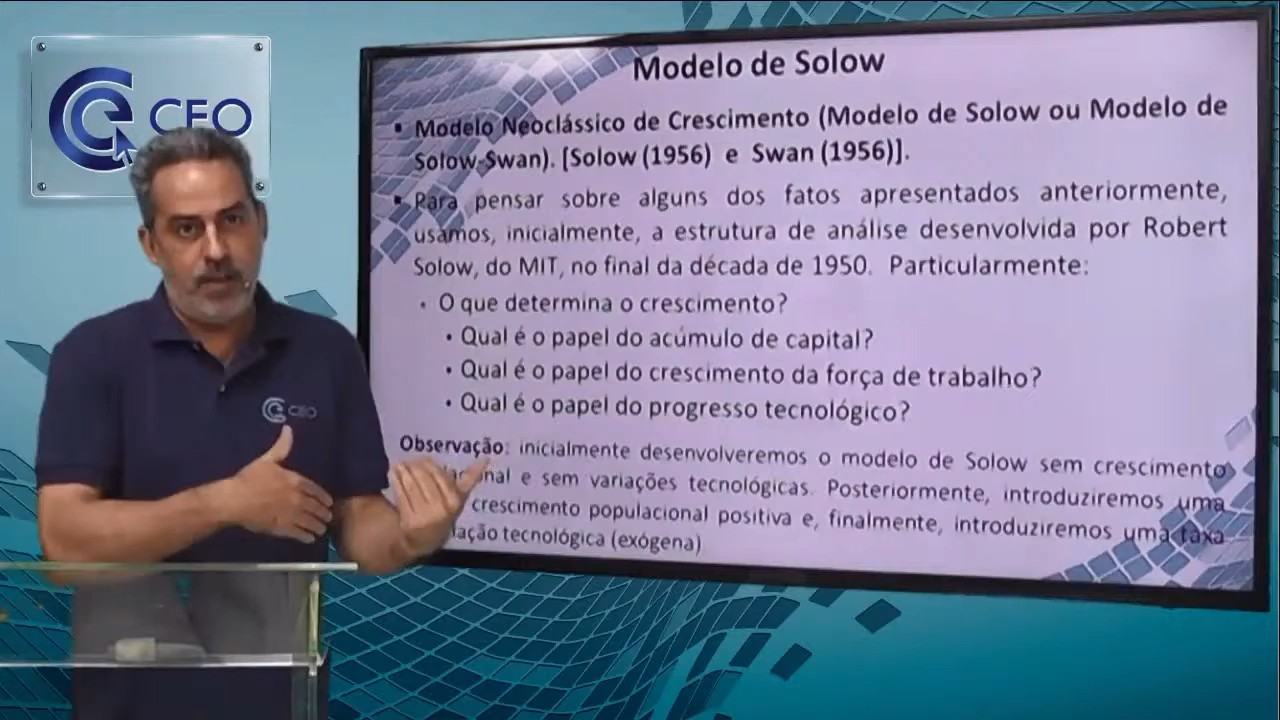 CEO
Modelo de Solow
▪ Modelo Neoclássico de Crescimento (Modelo de Solow ou Modelo de
Solow-Swan). [Solow (1956) e Swan (1956)].
▪ Para pensar sobre alguns dos fatos apresentados anteriormente,
usamos, inicialmente, a estrutura de análise desenvolvida por Robert
Solow, do MIT, no final da década de 1950. Particularmente:
• O que determina o crescimento?
• Qual é o papel do acúmulo de capital?
• Qual é o papel do crescimento da força de trabalho?
• Qual é o papel do progresso tecnológico?
Observação: inicialmente desenvolveremos o modelo de Solow sem crescimento
e sem variações tecnológicas. Posteriormente, introduziremos uma
crescimento populacional positiva e, finalmente, introduziremos uma taxa
tecnológica (exógena)
CEO